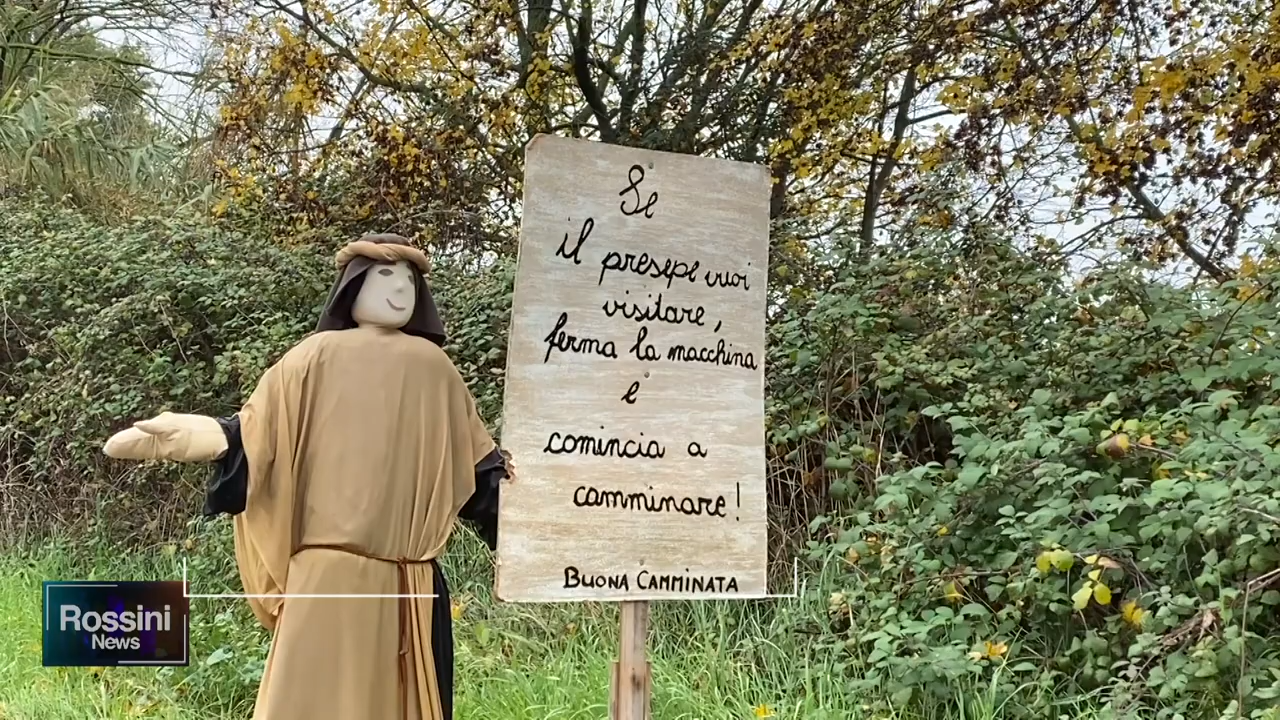 Se
il presepe vuoi
visitare,
ferma la macchina
e
comincia a
camminare!
BUONA CAMMINATA
Rossini
News